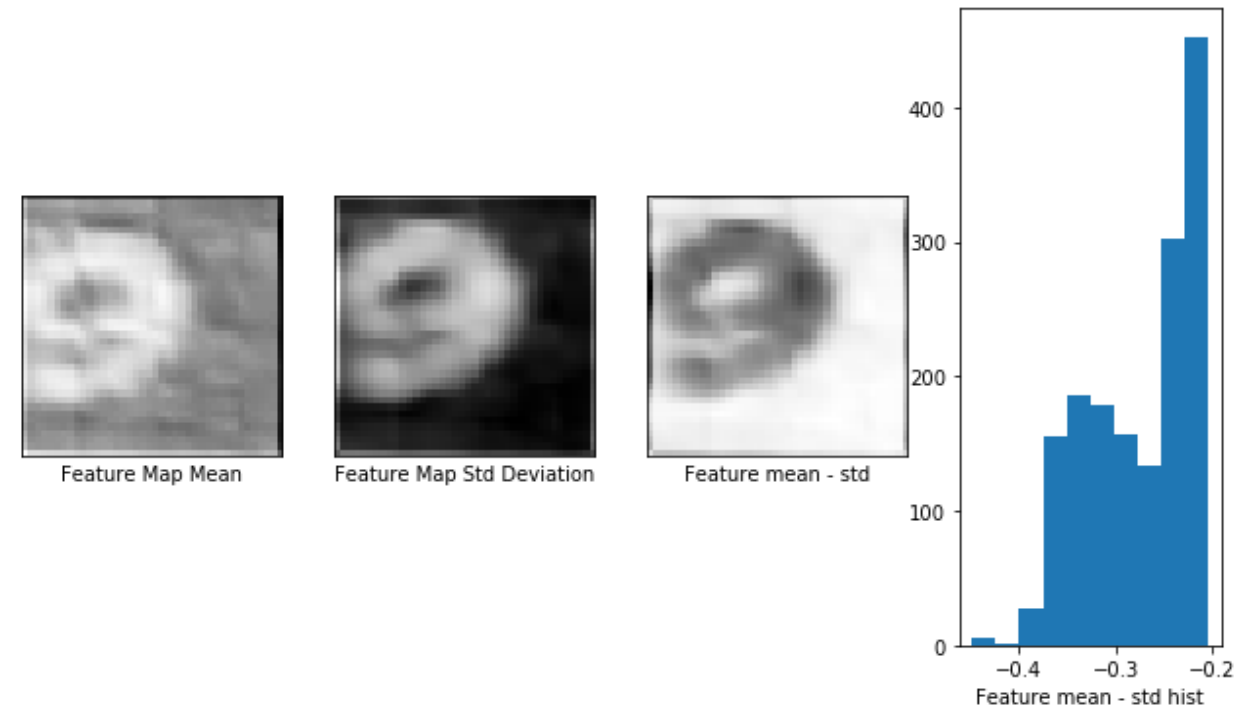 Feature Map Mean
Feature Map Std Deviation
Feature mean - std
400
300
200
100
0
−0.4
−0.3
−0.2
Feature mean - std hist